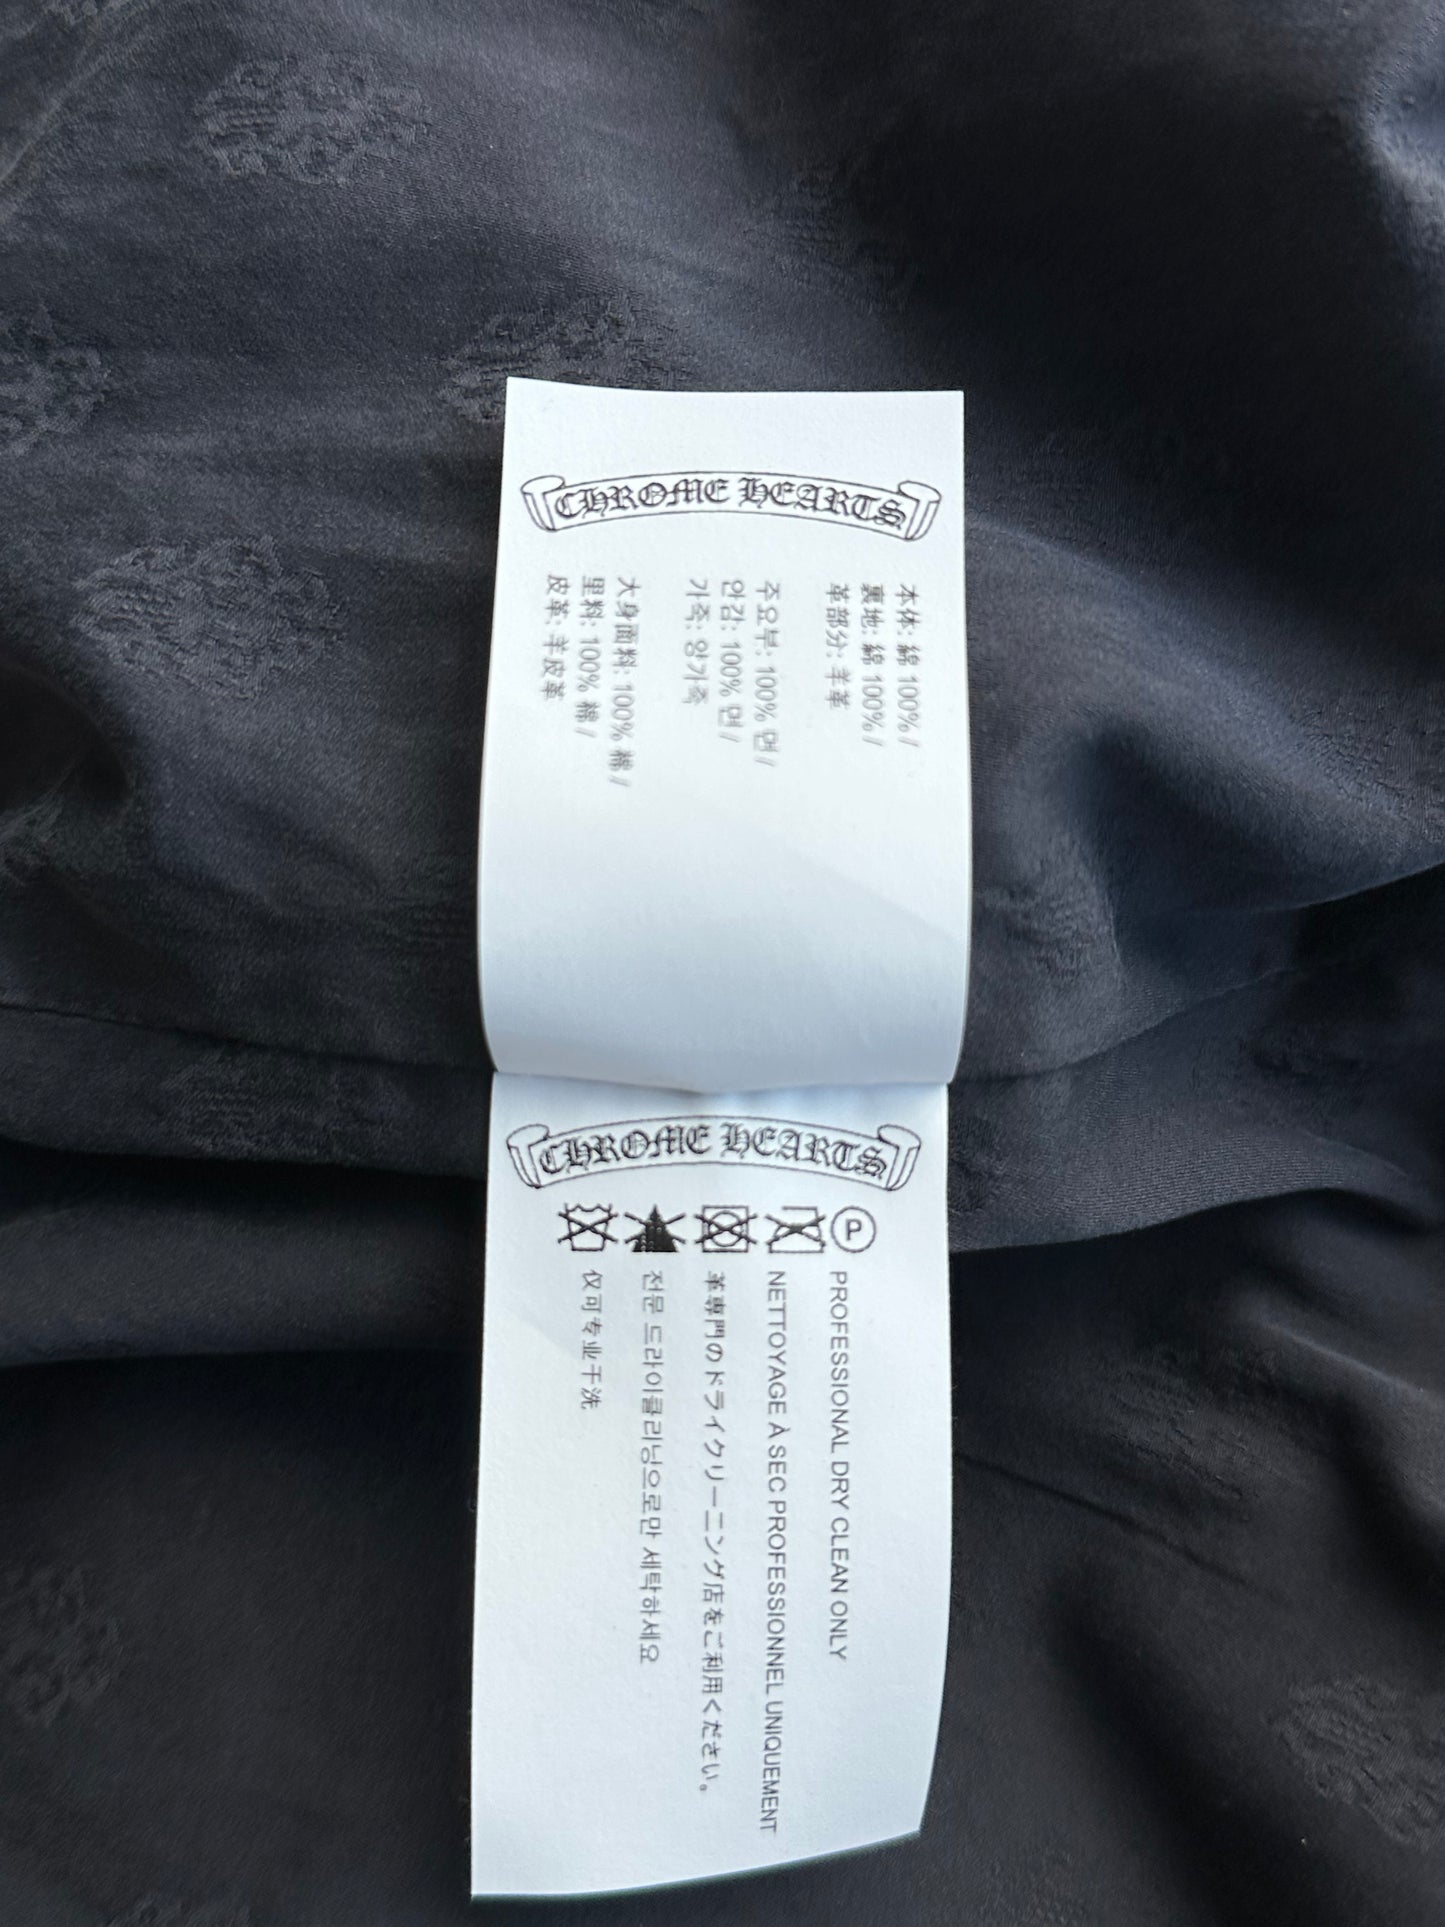 CHROME HEARTS
本体: 綿 100% /
裏地: 綿 100% /
革部分: 羊革
주요부: 100% 면 /
안감: 100% 면 /
가죽: 양가죽
大身面料: 100% 棉 /
里料: 100% 棉 /
皮革: 羊皮革
CHROME HEARTS
P
PROFESSIONAL DRY CLEAN ONLY
NETTOYAGE À SEC PROFESSIONNEL UNIQUEMENT
革専門のドライクリーニング店をご利用ください。
전문 드라이클리닝으로만 세탁하세요
仅可专业干洗